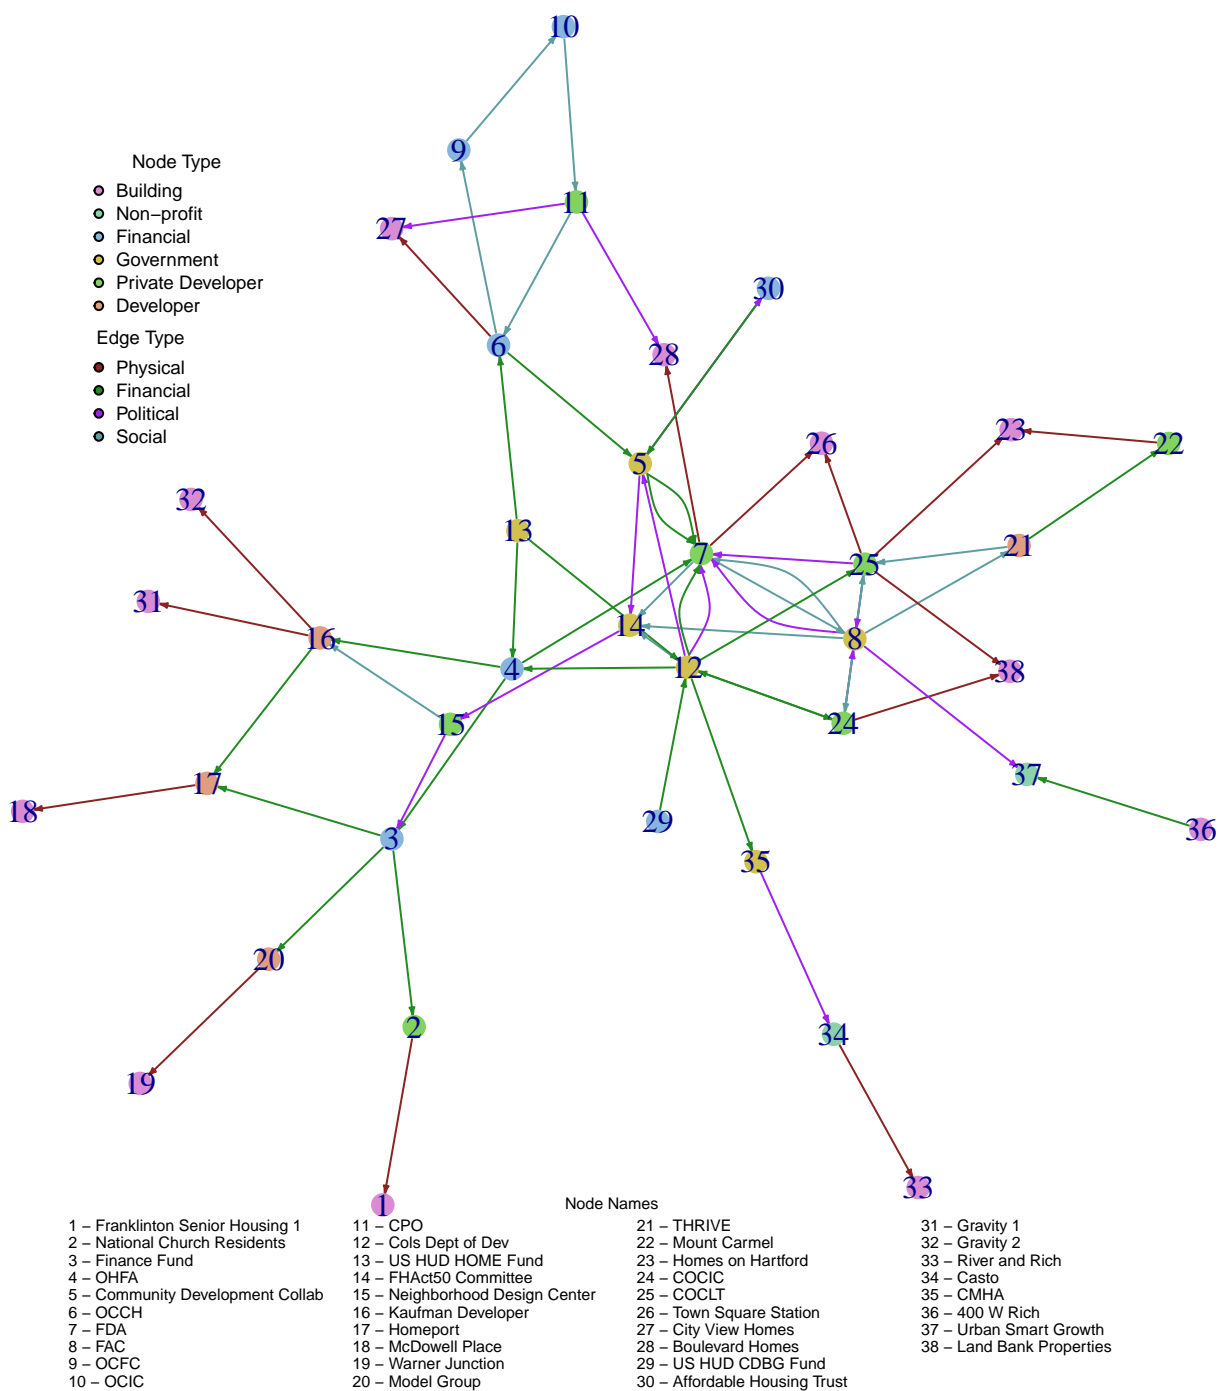 10
9
Node Type
Building
Non−profit
Financial
Government
Private Developer
Developer
Edge Type
Physical
Financial
Political
Social
11
27
30
6
28
26
23
22
5
32
13
7
25
21
31
16
14
8
4
12
38
15
24
17
37
18
3
29
36
35
20
2
34
19
33
1
Node Names
1 − Franklinton Senior Housing 1
2 − National Church Residents
3 − Finance Fund
4 − OHFA
5 − Community Development Collab
6 − OCCH
7 − FDA
8 − FAC
9 − OCFC
10 − OCIC
11 − CPO
12 − Cols Dept of Dev
13 − US HUD HOME Fund
14 − FHAct50 Committee
15 − Neighborhood Design Center
16 − Kaufman Developer
17 − Homeport
18 − McDowell Place
19 − Warner Junction
20 − Model Group
21 − THRIVE
22 − Mount Carmel
23 − Homes on Hartford
24 − COCIC
25 − COCLT
26 − Town Square Station
27 − City View Homes
28 − Boulevard Homes
29 − US HUD CDBG Fund
30 − Affordable Housing Trust
31 − Gravity 1
32 − Gravity 2
33 − River and Rich
34 − Casto
35 − CMHA
36 − 400 W Rich
37 − Urban Smart Growth
38 − Land Bank Properties